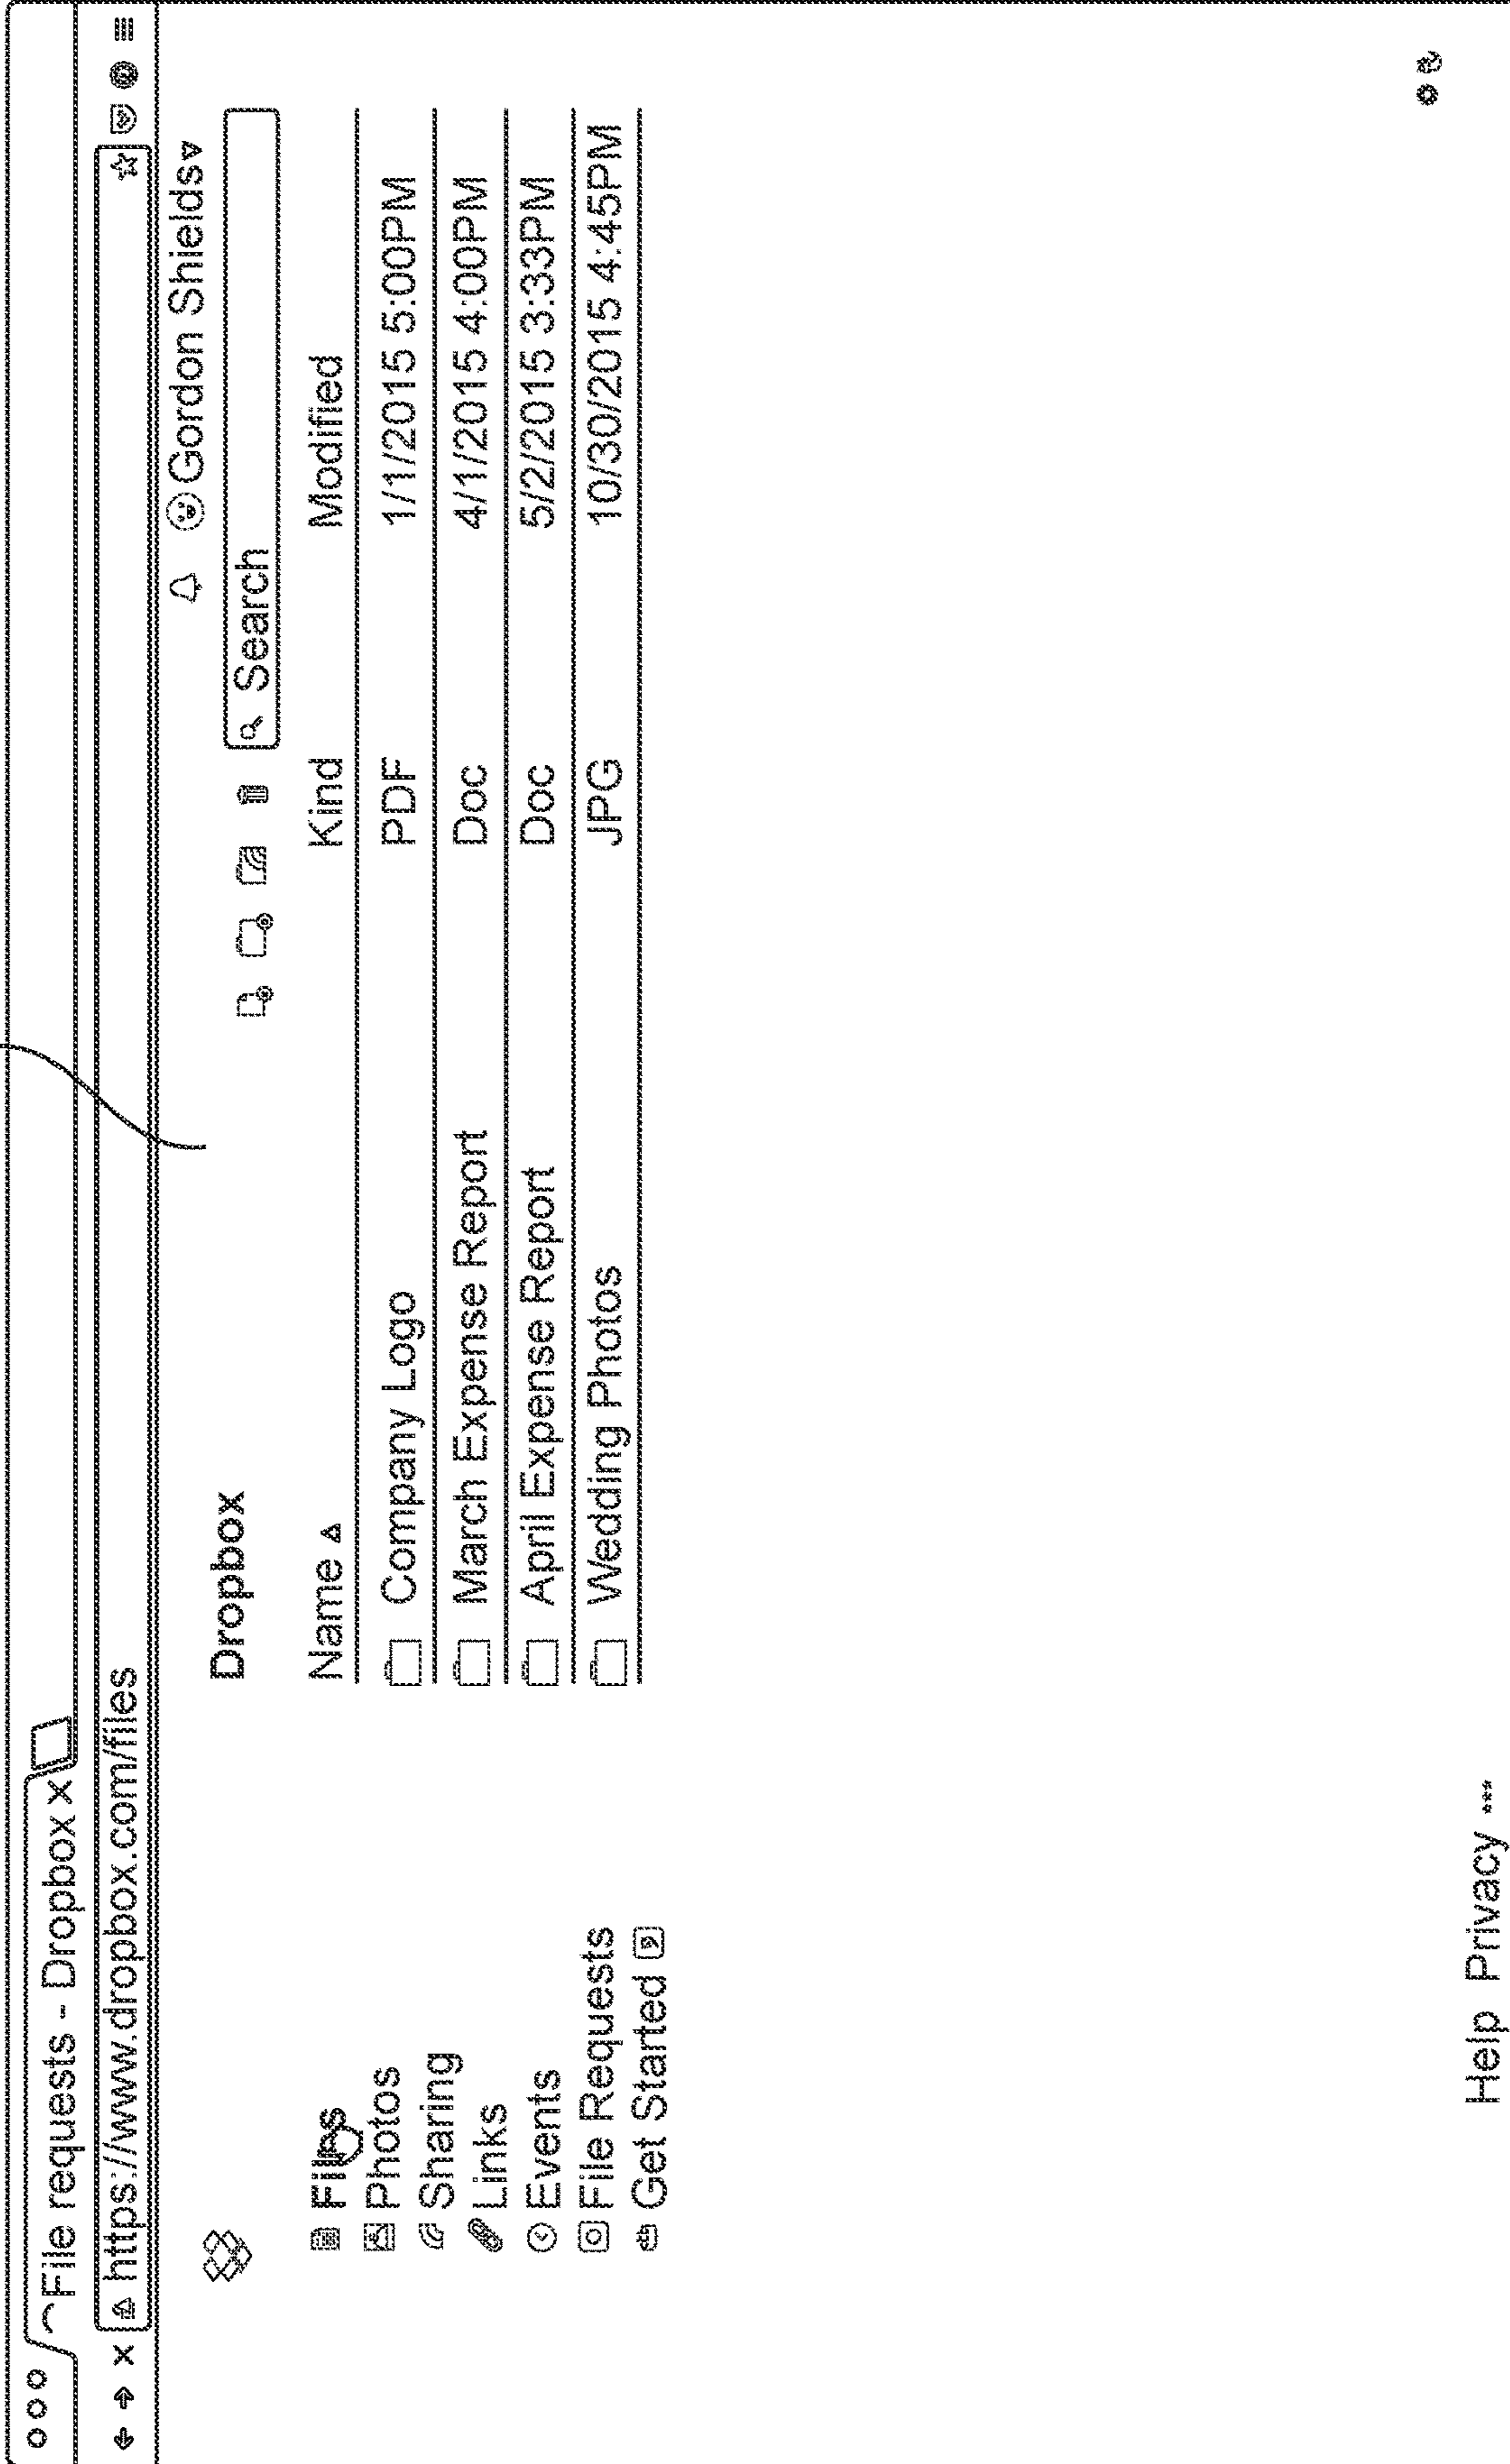 File requests - Dropbox x
https://www.dropbox.com/files
Gordon Shields
Dropbox
Search
Name Kind Modified
Company Logo PDF 1/1/2015 5:00PM
March Expense Report Doc 4/1/2015 4:00PM
April Expense Report Doc 5/2/2015 3:33PM
Wedding Photos JPG 10/30/2015 4:45PM
Files
Photos
Sharing
Links
Events
File Requests
Get Started
Help Privacy